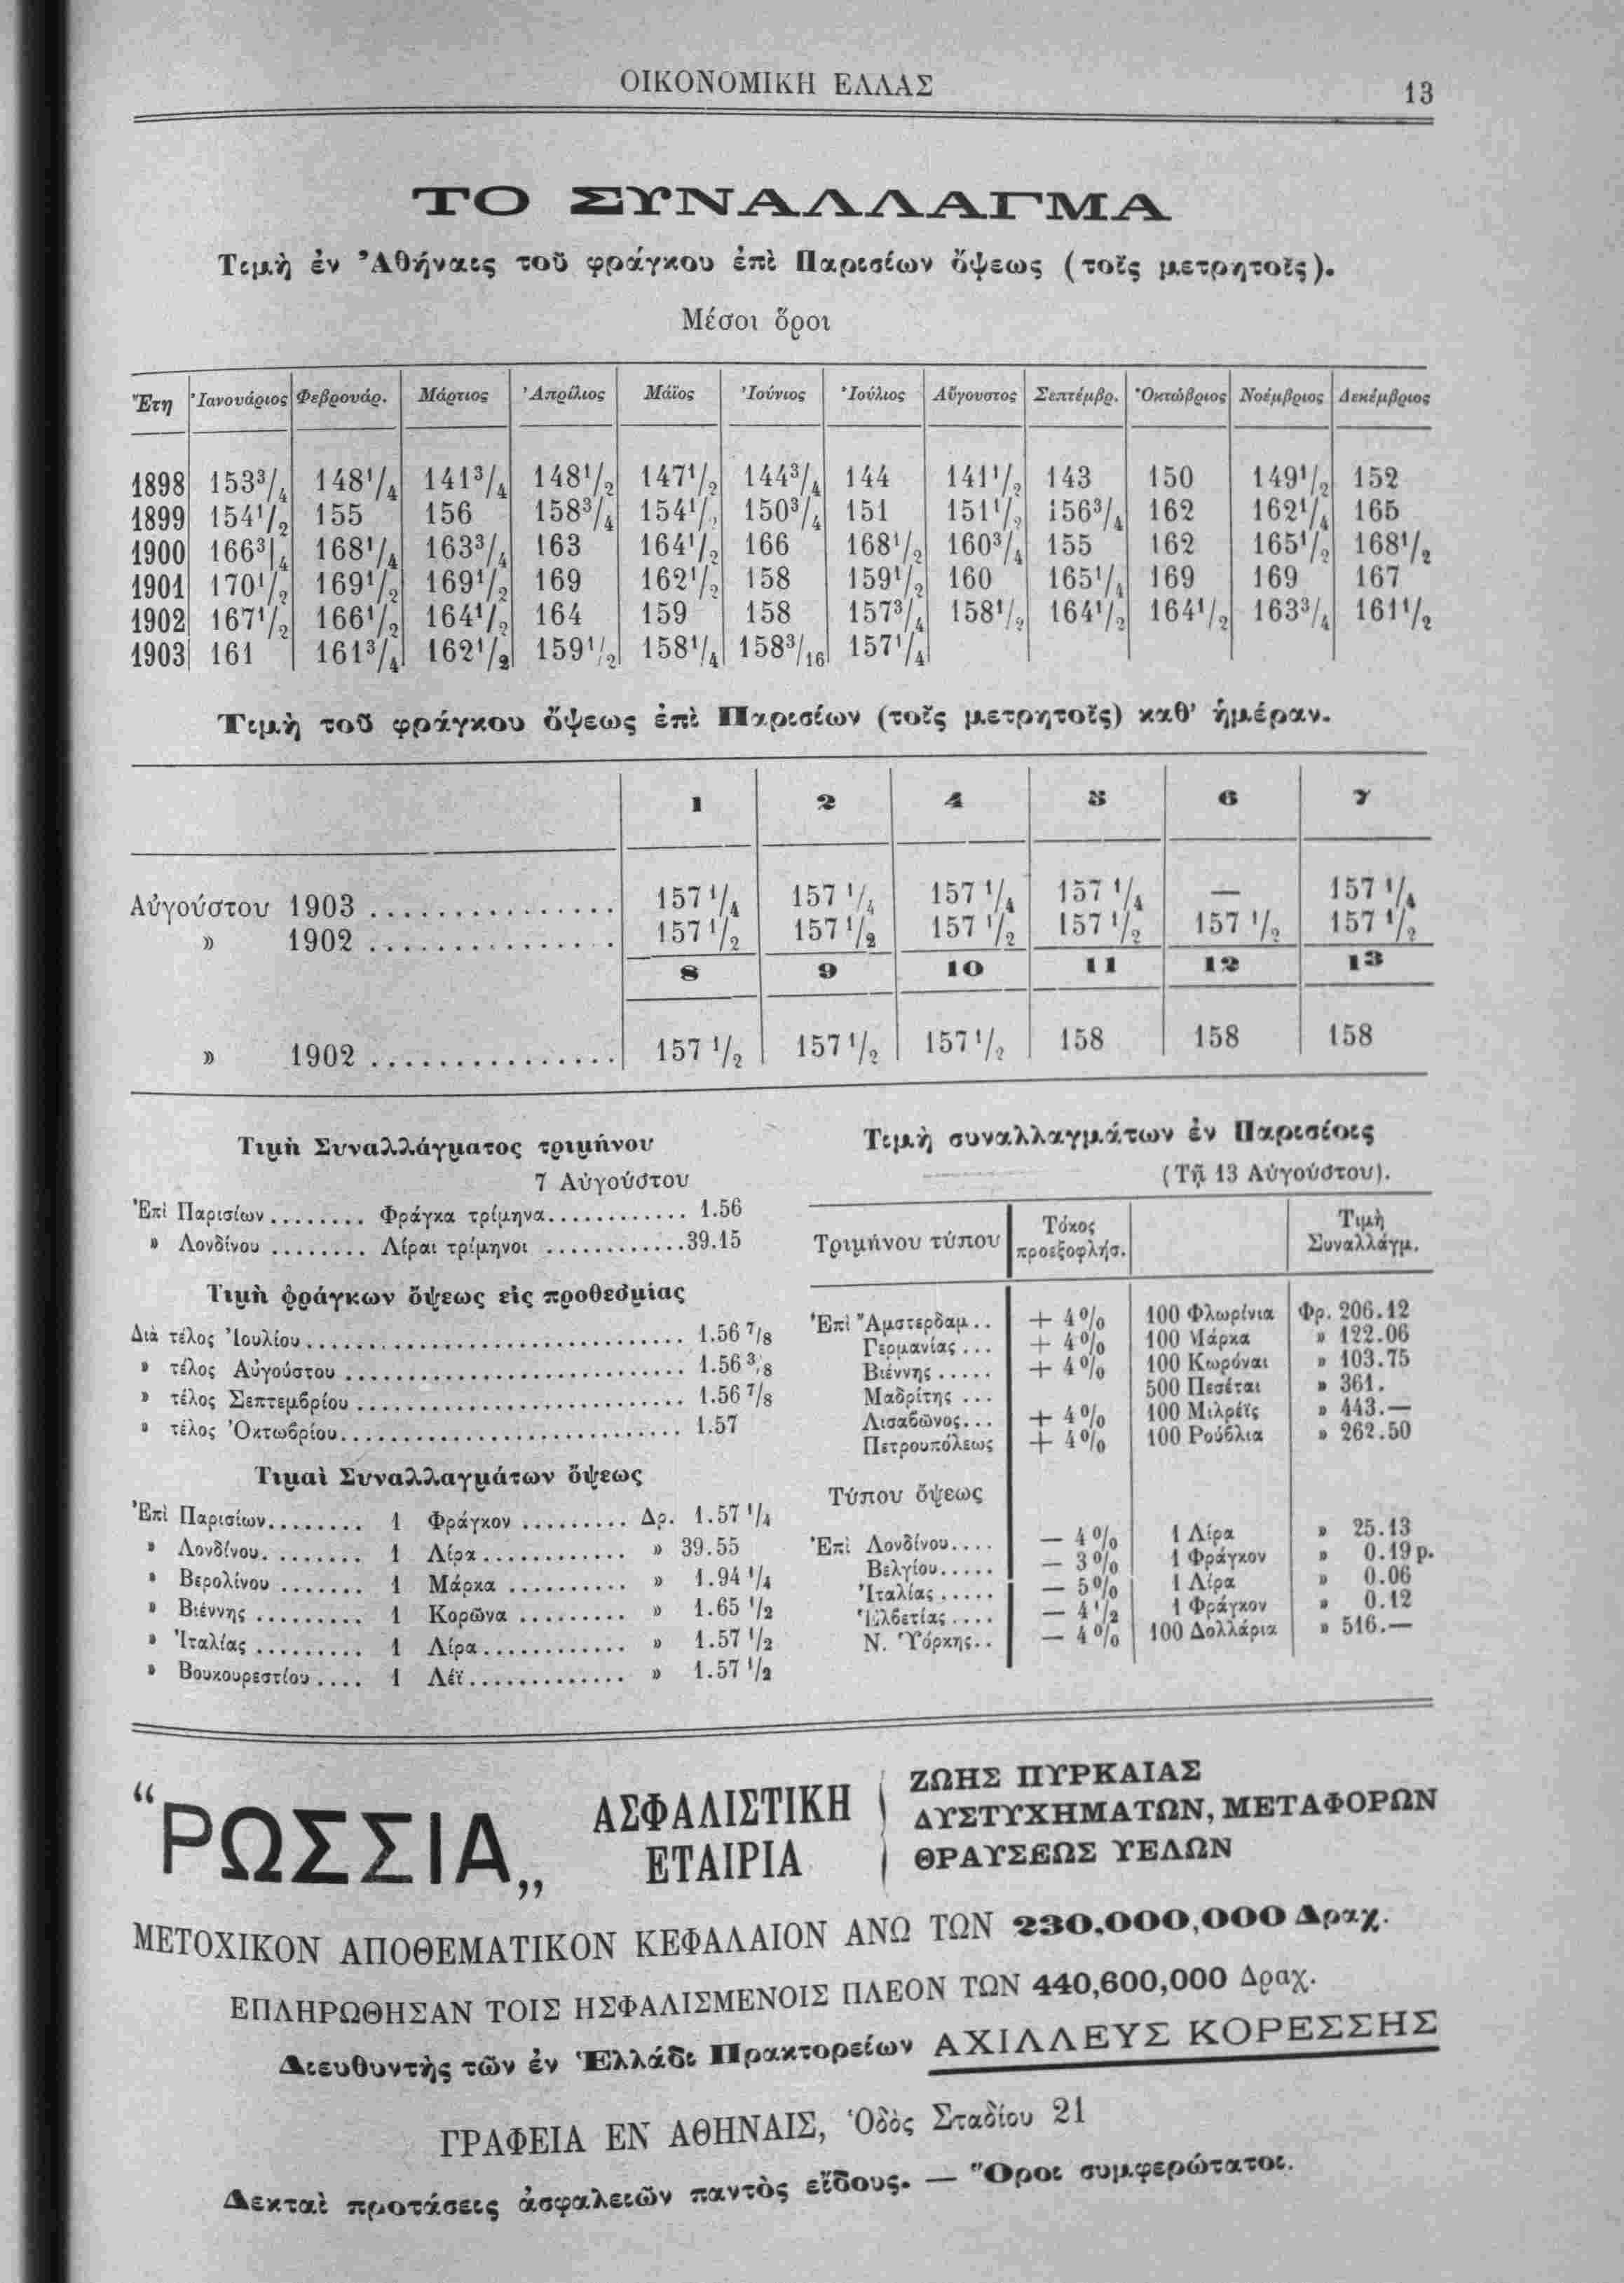 ΟΙΚΟΝΟΜΙΚΗ ΕΛΛΑΣ 13
ΤΟ ΣΥΝΑΛΛΑΓΜΑ
Τιμὴ ἐν Ἀθήναις τοῦ φράγκου ἐπὶ Παρισίων ὄψεως (τοῖς μετρητοῖς).
Μέσοι ὅροι
Ἔτη Ἰανουάριος Φεβρουάρ. Μάρτιος Ἀπρίλιος Μάϊος Ἰούνιος Ἰούλιος Αὔγουστος Σεπτέμβρ. Ὀκτώβριος Νοέμβριος Δεκέμβριος
1898 153³/₄ 148¹/₄ 141³/₄ 148¹/₂ 147¹/₂ 144³/₄ 144 141¹/₂ 143 150 149¹/₂ 152
1899 154¹/₂ 155 156 158³/₄ 154¹/₂ 150³/₄ 151 151¹/₂ 156³/₄ 162 162¹/₄ 165
1900 166³|₄ 168¹/₄ 163³/₄ 163 164¹/₂ 166 168¹/₂ 160³/₄ 155 162 165¹/₂ 168¹/₂
1901 170¹/₂ 169¹/₂ 169¹/₂ 169 162¹/₂ 158 159¹/₂ 160 165¹/₄ 169 169 167
1902 167¹/₂ 166¹/₂ 164¹/₂ 164 159 158 157³/₄ 158¹/₂ 164¹/₂ 164¹/₂ 163³/₄ 161¹/₂
1903 161 161³/₄ 162¹/₂ 159¹/₂ 158¹/₄ 158³/₁₆ 157¹/₄
Τιμὴ τοῦ φράγκου ὄψεως ἐπὶ Παρισίων (τοῖς μετρητοῖς) καθ' ἡμέραν.
1 2 4 5 6 7
Αὐγούστου 1903 ............... 157 ¹/₄ 157 ¹/₄ 157 ¹/₄ 157 ¹/₄ — 157 ¹/₄
» 1902 ............... 157 ¹/₂ 157 ¹/₂ 157 ¹/₂ 157 ¹/₂ 157 ¹/₂ 157 ¹/₂
8 9 10 11 12 13
» 1902 ............... 157 ¹/₂ 157 ¹/₂ 157 ¹/₂ 158 158 158
Τιμὴ Συναλλάγματος τριμήνου
7 Αὐγούστου
Ἐπὶ Παρισίων ........ Φράγκα τρίμηνα............. 1.56
» Λονδίνου ........ Λίραι τρίμηνοι .............39.15
Τιμὴ φράγκων ὄψεως εἰς προθεσμίας
Διὰ τέλος Ἰουλίου ............................. 1.56 ⁷/₈
» τέλος Αὐγούστου ............................. 1.56 ³/₈
» τέλος Σεπτεμβρίου ............................. 1.56 ⁷/₈
» τέλος Ὀκτωβρίου............................. 1.57
Τιμαὶ Συναλλαγμάτων ὄψεως
Ἐπὶ Παρισίων......... 1 Φράγκον .......... Δρ. 1.57 ¹/₄
» Λονδίνου......... 1 Λίρα............. » 39.55
» Βερολίνου ....... 1 Μάρκα ........... » 1.94 ¹/₄
» Βιέννης ......... 1 Κορῶνα .......... » 1.65 ¹/₂
» Ἰταλίας ......... 1 Λίρα............. » 1.57 ¹/₂
» Βουκουρεστίου .... 1 Λέϊ.............. » 1.57 ¹/₂
Τιμὴ συναλλαγμάτων ἐν Παρισίοις
(Τῇ 13 Αὐγούστου).
Τριμήνου τύπου Τόκος προεξοφλήσ. Τιμὴ Συναλλάγμ.
Ἐπὶ Ἄμστερδαμ.. + 4 % 100 Φλωρίνια Φρ. 206.12
Γερμανίας ... + 4 % 100 Μάρκα » 122.06
Βιέννης ..... + 4 % 100 Κωρόναι » 103.75
Μαδρίτης ... 500 Πεσέται » 361.
Λισαβῶνος... + 4 % 100 Μιλρέϊς » 443.—
Πετρουπόλεως + 4 % 100 Ρούβλια » 262.50
Τύπου ὄψεως
Ἐπὶ Λονδίνου.... — 4 % 1 Λίρα » 25.13
Βελγίου..... — 3 % 1 Φράγκον » 0.19 p.
Ἰταλίας ..... — 5 % 1 Λίρα » 0.06
Ἑλβετίας.... — 4 ¹/₂ 1 Φράγκον » 0.12
Ν. Ὑόρκης.. — 4 % 100 Δολλάρια » 516.—
“ΡΩΣΣΙΑ„ ΑΣΦΑΛΙΣΤΙΚΗ ΕΤΑΙΡΙΑ
ΖΩΗΣ ΠΥΡΚΑΙΑΣ
ΔΥΣΤΥΧΗΜΑΤΩΝ, ΜΕΤΑΦΟΡΩΝ
ΘΡΑΥΣΕΩΣ ΥΕΛΩΝ
ΜΕΤΟΧΙΚΟΝ ΑΠΟΘΕΜΑΤΙΚΟΝ ΚΕΦΑΛΑΙΟΝ ΑΝΩ ΤΩΝ 230.000,000 Δραχ.
ΕΠΛΗΡΩΘΗΣΑΝ ΤΟΙΣ ΗΣΦΑΛΙΣΜΕΝΟΙΣ ΠΛΕΟΝ ΤΩΝ 440,600,000 Δραχ.
Διευθυντὴς τῶν ἐν Ἑλλάδι Πρακτορείων ΑΧΙΛΛΕΥΣ ΚΟΡΕΣΣΗΣ
ΓΡΑΦΕΙΑ ΕΝ ΑΘΗΝΑΙΣ, Ὁδὸς Σταδίου 21
Δεκταὶ προτάσεις ἀσφαλειῶν παντὸς εἴδους. — Ὅροι συμφερώτατοι.